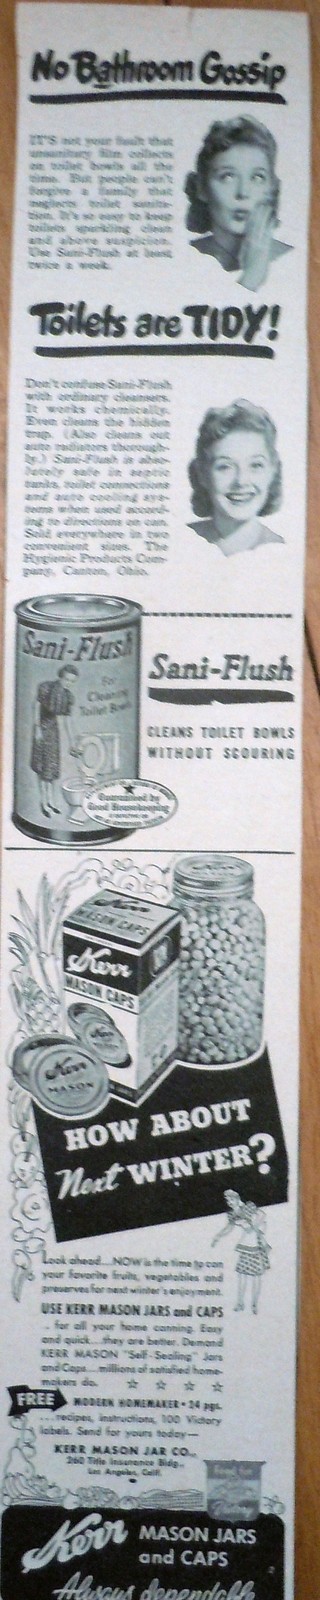 No Bathroom Gossip
IT'S not your fault that
unsanitary film collects
on toilet bowls all the
time. But people can't
forgive a family that
neglects toilet sanita-
tion. It's so easy to keep
toilets sparkling clean
and above suspicion.
Use Sani-Flush at least
twice a week.
Toilets are TIDY!
Don't confuse Sani-Flush
with ordinary cleansers.
It works chemically.
Even cleans the hidden
trap. (Also cleans out
auto radiators thorough-
ly.) Sani-Flush is abso-
lutely safe in septic
tanks, toilet connections
and auto cooling sys-
tems when used accord-
ing to directions on can.
Sold everywhere in two
convenient sizes. The
Hygienic Products Com-
pany, Canton, Ohio.
Sani-Flush
For
Cleaning
Toilet Bowls
Guaranteed by
Good Housekeeping
Sani-Flush
CLEANS TOILET BOWLS
WITHOUT SCOURING
Kerr
MASON CAPS
Kerr
MASON CAPS
Kerr
Kerr
MASON
HOW ABOUT
Next WINTER?
Look ahead...NOW is the time to can
your favorite fruits, vegetables and
preserves for next winter's enjoyment.
USE KERR MASON JARS and CAPS
.. for all your home canning. Easy
and quick...they are better. Demand
KERR MASON "Self-Sealing" Jars
and Caps...millions of satisfied home-
makers do.
FREE MODERN HOMEMAKER - 24 pgs.
...recipes, instructions, 100 Victory
labels. Send for yours today—
KERR MASON JAR CO.,
260 Title Insurance Bldg.,
Los Angeles, Calif.
Food for
Victory
Kerr MASON JARS
and CAPS
Always dependable